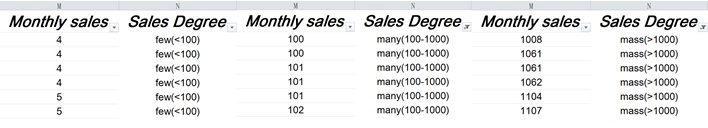 M N M N M N
Monthly sales Sales Degree Monthly sales Sales Degree Monthly sales Sales Degree
4 few(<100) 100 many(100-1000) 1008 mass(>1000)
4 few(<100) 100 many(100-1000) 1061 mass(>1000)
4 few(<100) 101 many(100-1000) 1061 mass(>1000)
4 few(<100) 101 many(100-1000) 1062 mass(>1000)
5 few(<100) 101 many(100-1000) 1104 mass(>1000)
5 few(<100) 102 many(100-1000) 1107 mass(>1000)